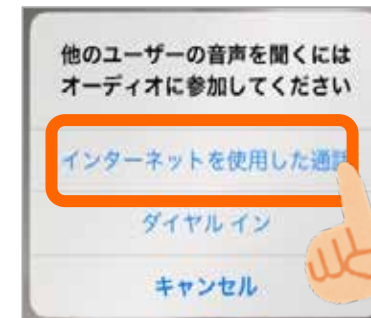 他のユーザーの音声を聞くには
オーディオに参加してください
インターネットを使用した通話
ダイヤル イン
キャンセル